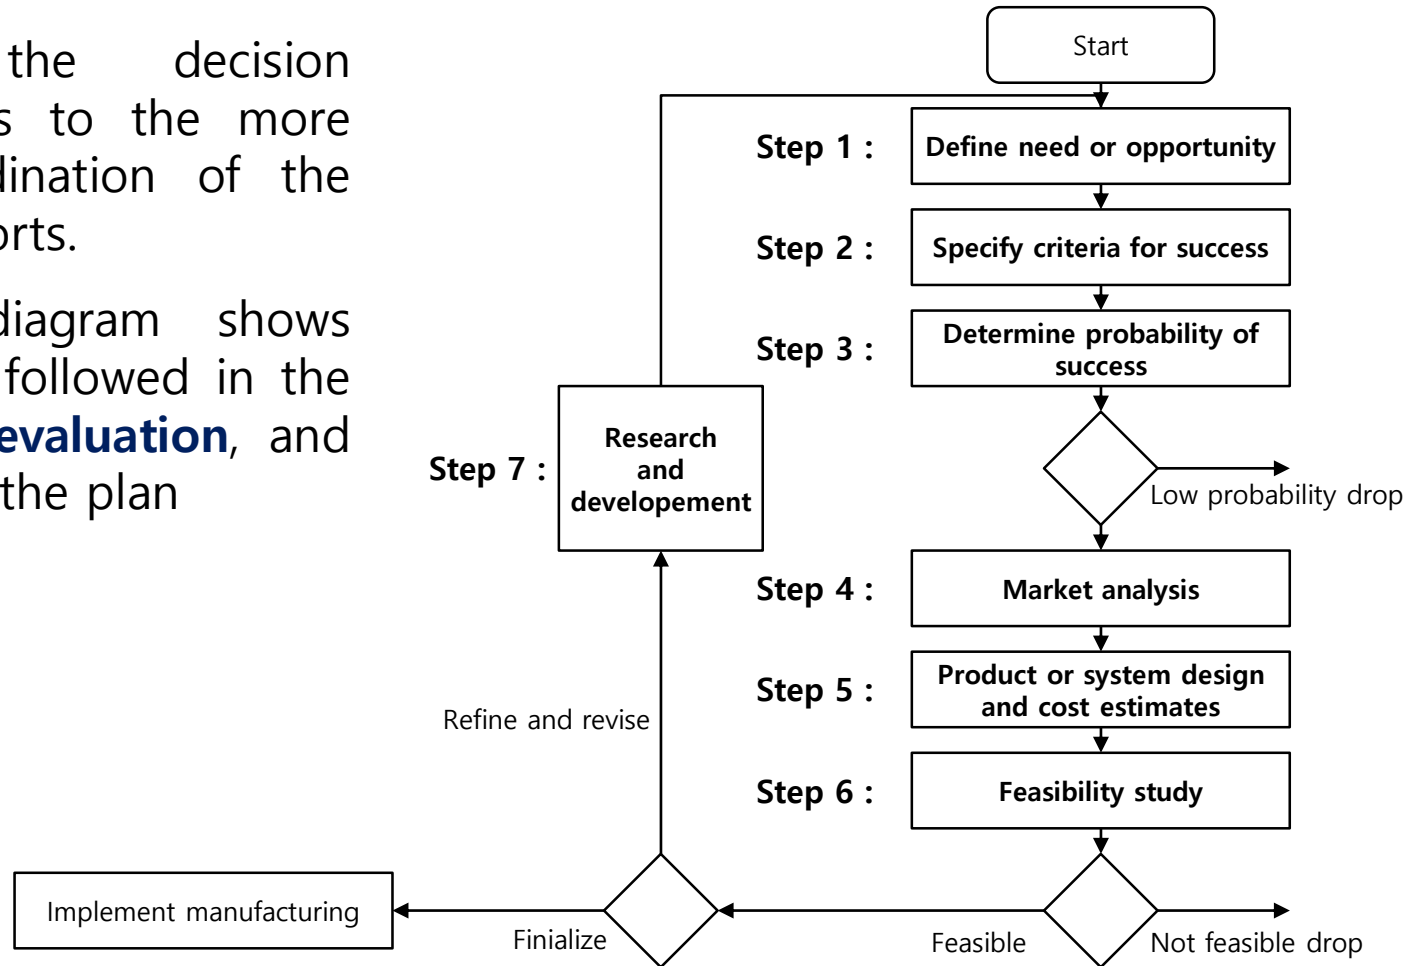 the decision
s to the more
dination of the
orts.
diagram shows
followed in the
evaluation, and
the plan
Start
Step 1 :
Define need or opportunity
Step 2 :
Specify criteria for success
Step 3 :
Determine probability of
success
Low probability drop
Step 4 :
Market analysis
Step 5 :
Product or system design
and cost estimates
Step 6 :
Feasibility study
Not feasible drop
Feasible
Step 7 :
Research
and
developement
Refine and revise
Finialize
Implement manufacturing